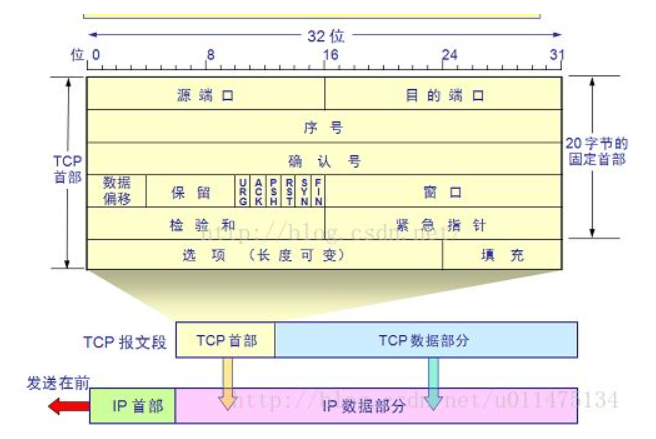 32 位
位 0 8 16 24 31
源 端 口 目 的 端 口
序 号
TCP
首部
20 字节的
固定首部
确 认 号
数据
偏移
保 留
URG
ACK
PSH
RST
SYN
FIN
窗 口
检 验 和 紧 急 指 针
http://blog.csdn.net/
选 项 （长 度 可 变） 填 充
TCP 报文段 TCP 首部 TCP 数据部分
发送在前
IP 首部 IP 数据部分
http://blog.csdn.net/u011475134